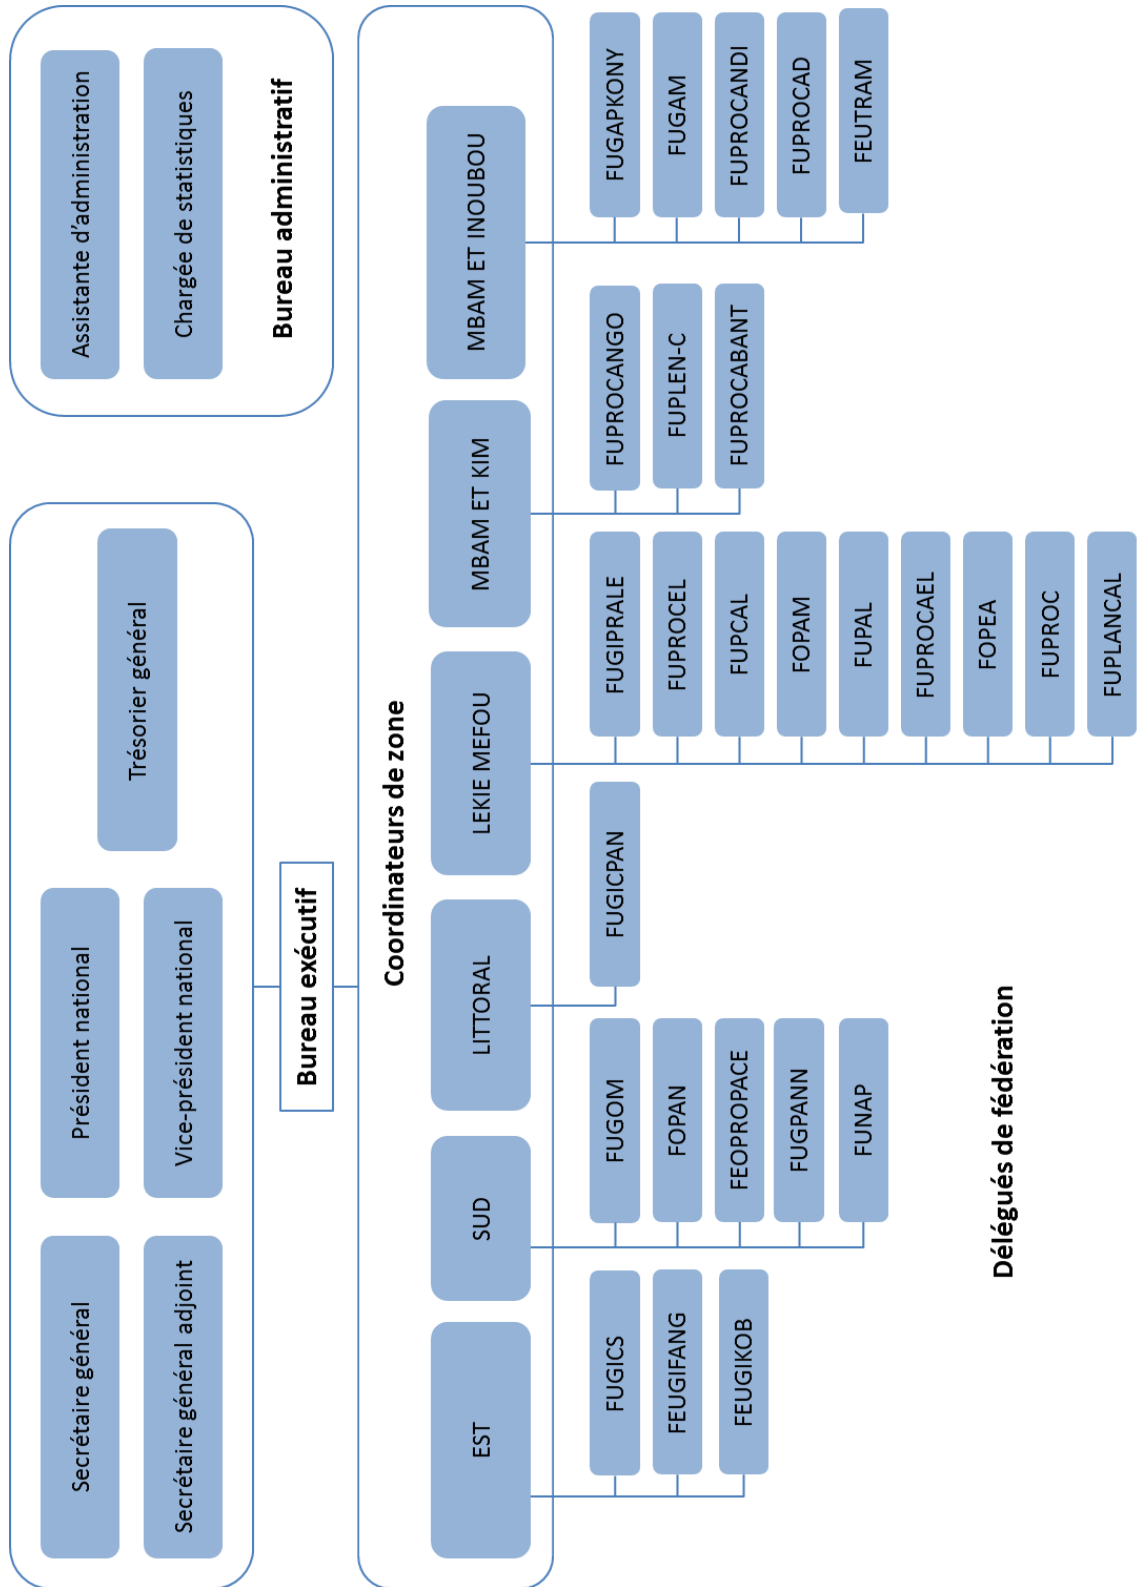 Secrétaire général
Président national
Trésorier général
Secrétaire général adjoint
Vice-président national
Bureau exécutif
Assistante d'administration
Chargée de statistiques
Bureau administratif
Coordinateurs de zone
EST
SUD
LITTORAL
LEKIE MEFOU
MBAM ET KIM
MBAM ET INOUBOU
FUGICS
FEUGIFANG
FEUGIKOB
FUGOM
FOPAN
FEOPROPACE
FUGPANN
FUNAP
FUGICPAN
FUGIPRALE
FUPROCEL
FUPCAL
FOPAM
FUPAL
FUPROCAEL
FOPEA
FUPROC
FUPLANCAL
FUPROCANGO
FUPLEN-C
FUPROCABANT
FUGAPKONY
FUGAM
FUPROCANDI
FUPROCAD
FEUTRAM
Délégués de fédération